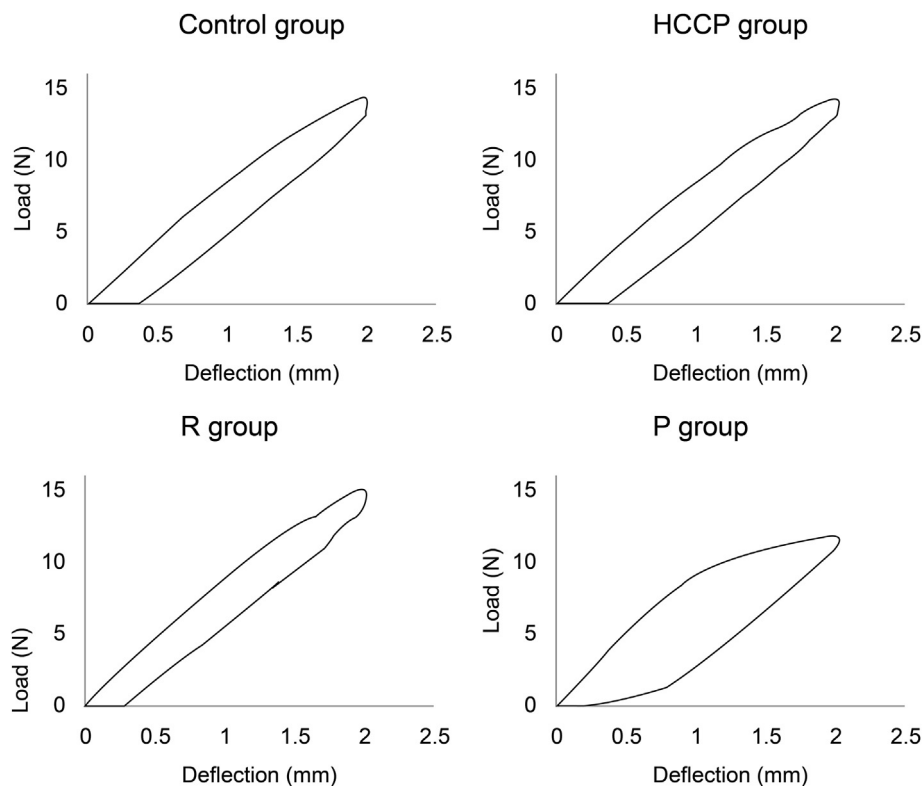 Control group
Load (N)
15
10
5
0
0 0.5 1 1.5 2 2.5
Deflection (mm)
HCCP group
Load (N)
15
10
5
0
0 0.5 1 1.5 2 2.5
Deflection (mm)
R group
Load (N)
15
10
5
0
0 0.5 1 1.5 2 2.5
Deflection (mm)
P group
Load (N)
15
10
5
0
0 0.5 1 1.5 2 2.5
Deflection (mm)